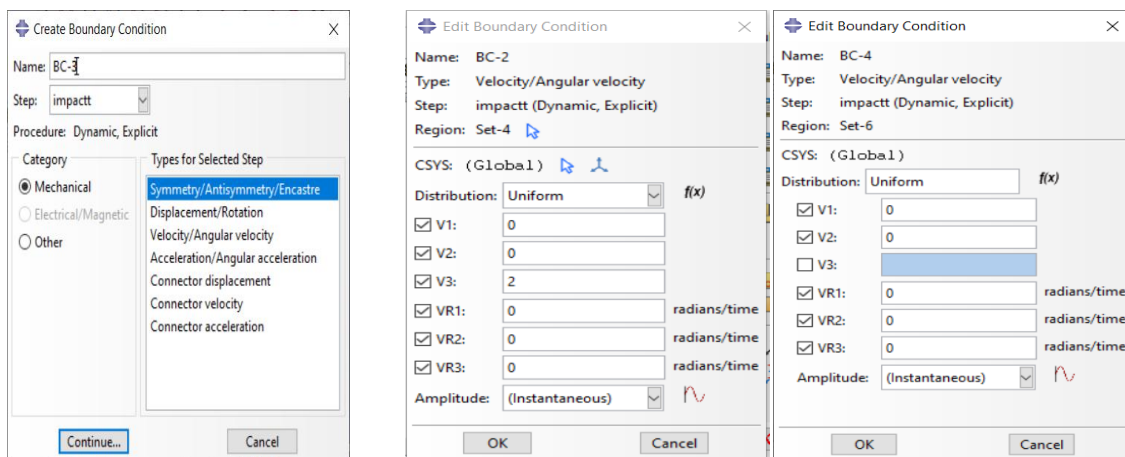 Create Boundary Condition
X
Name: BC-3
Step: impactt
Procedure: Dynamic, Explicit
Category
Mechanical
Electrical/Magnetic
Other
Types for Selected Step
Symmetry/Antisymmetry/Encastre
Displacement/Rotation
Velocity/Angular velocity
Acceleration/Angular acceleration
Connector displacement
Connector velocity
Connector acceleration
Continue...
Cancel
Edit Boundary Condition
Name: BC-2
Type: Velocity/Angular velocity
Step: impactt (Dynamic, Explicit)
Region: Set-4
CSYS: (Global)
Distribution: Uniform f(x)
V1: 0
V2: 0
V3: 2
VR1: 0 radians/time
VR2: 0 radians/time
VR3: 0 radians/time
Amplitude: (Instantaneous)
OK
Cancel
Edit Boundary Condition
Name: BC-4
Type: Velocity/Angular velocity
Step: impactt (Dynamic, Explicit)
Region: Set-6
CSYS: (Global)
Distribution: Uniform f(x)
V1: 0
V2: 0
V3:
VR1: 0 radians/time
VR2: 0 radians/time
VR3: 0 radians/time
Amplitude: (Instantaneous)
OK
Cancel